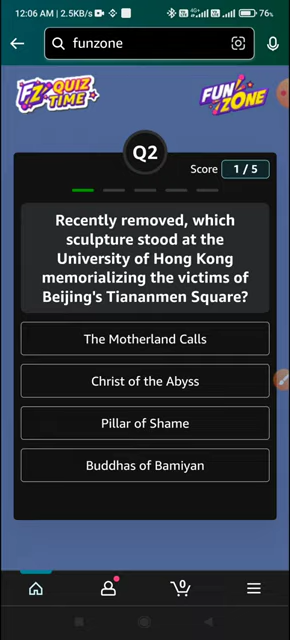 12:06 AM | 2.5KB/s
4G+
76%
funzone
FZ QUIZ
TIME
FUN
ZONE
Q2
Score 1 / 5
Recently removed, which
sculpture stood at the
University of Hong Kong
memorializing the victims of
Beijing's Tiananmen Square?
The Motherland Calls
Christ of the Abyss
Pillar of Shame
Buddhas of Bamiyan
0